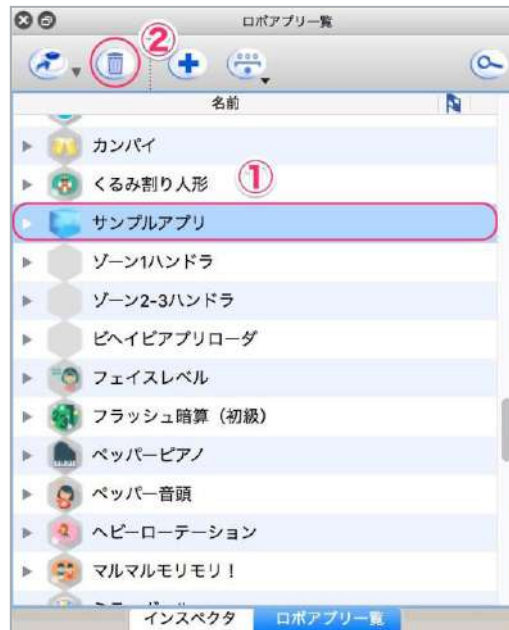 ロボアプリ一覧
②
名前
カンパイ
くるみ割り人形 ①
サンプルアプリ
ゾーン1ハンドラ
ゾーン2-3ハンドラ
ビヘイビアプリローダ
フェイスレベル
フラッシュ暗算（初級）
ペッパーピアノ
ペッパー音頭
ヘビーローテーション
マルマルモリモリ！
インスペクタ ロボアプリ一覧